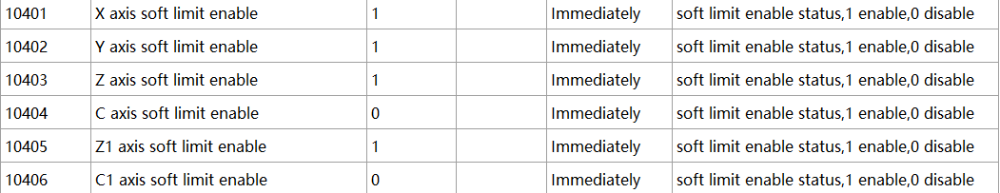 10401 X axis soft limit enable 1 Immediately soft limit enable status,1 enable,0 disable
10402 Y axis soft limit enable 1 Immediately soft limit enable status,1 enable,0 disable
10403 Z axis soft limit enable 1 Immediately soft limit enable status,1 enable,0 disable
10404 C axis soft limit enable 0 Immediately soft limit enable status,1 enable,0 disable
10405 Z1 axis soft limit enable 1 Immediately soft limit enable status,1 enable,0 disable
10406 C1 axis soft limit enable 0 Immediately soft limit enable status,1 enable,0 disable